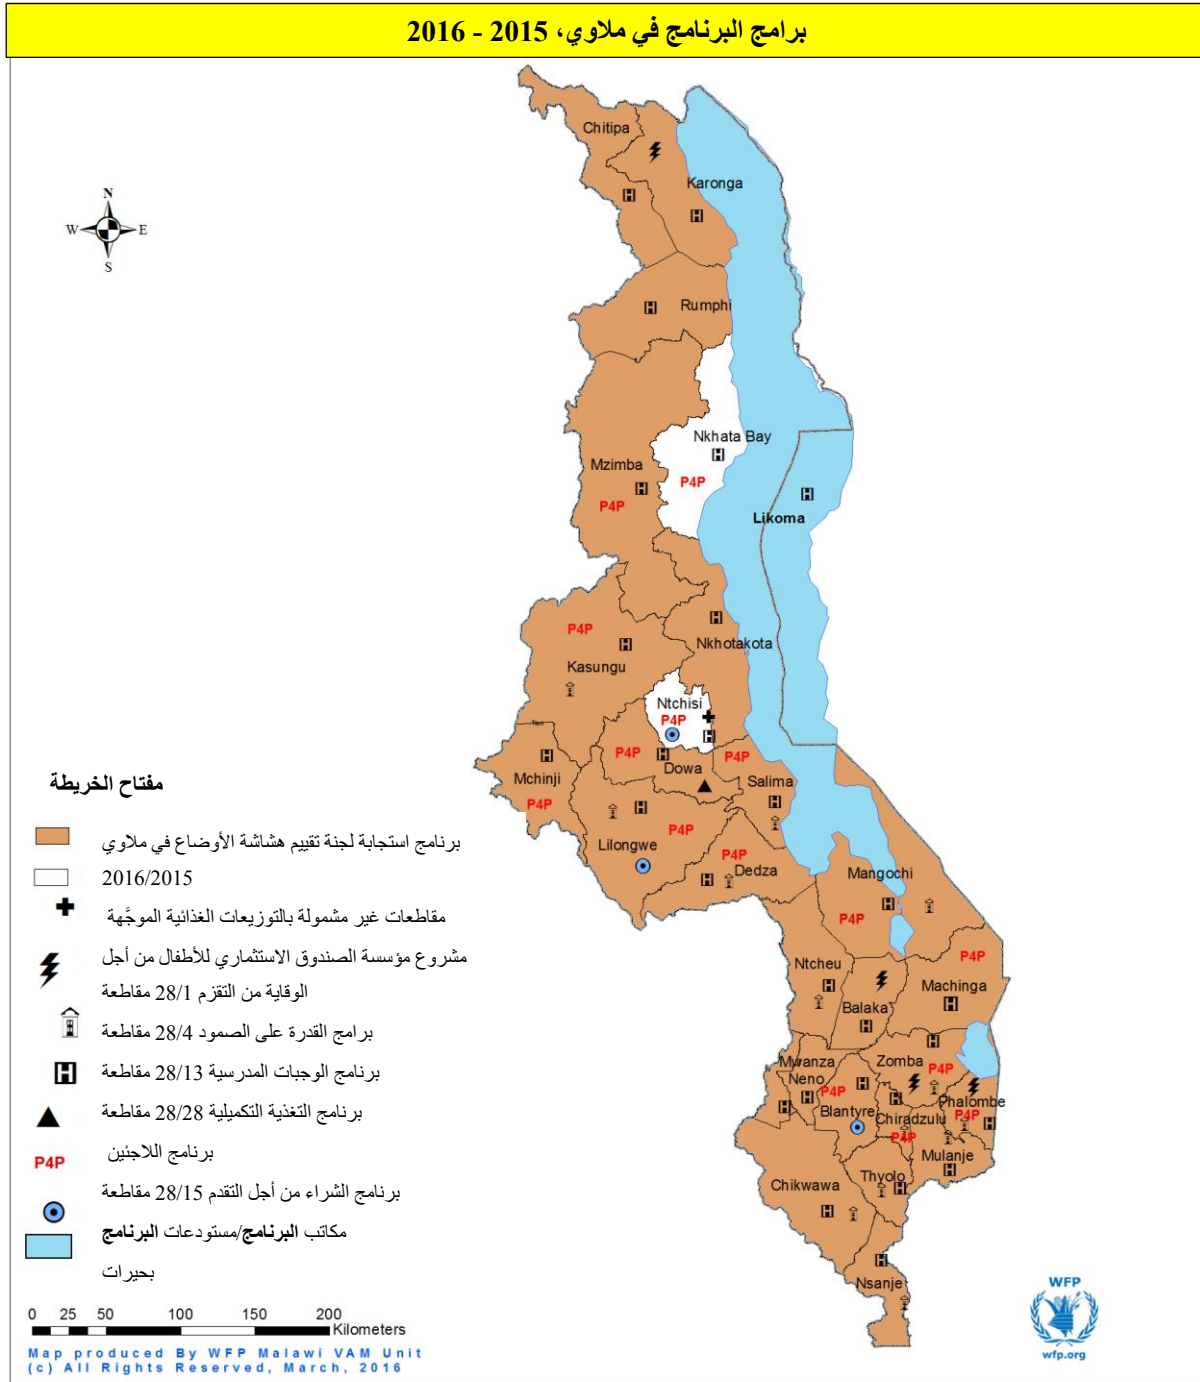 برامج البرنامج في ملاوي، 2015 - 2016
Chitipa
Karonga
N
W E
S
Rumphi
Nkhata Bay
P4P
Mzimba
P4P
Likoma
P4P
Nkhotakota
Kasungu
Ntchisi
P4P
P4P
P4P
Dowa
Mchinji
P4P
Salima
P4P
Lilongwe
P4P
Dedza
Mangochi
P4P
P4P
Ntcheu
Machinga
Balaka
Zomba
P4P
Mwanza
Neno
P4P
Blantyre
Phalombe
P4P
Chiradzulu
P4P
Mulanje
Thyolo
Chikwawa
Nsanje
مفتاح الخريطة
برنامج استجابة لجنة تقييم هشاشة الأوضاع في ملاوي
2016/2015
مقاطعات غير مشمولة بالتوزيعات الغذائية الموجَّهة
مشروع مؤسسة الصندوق الاستثماري للأطفال من أجل
الوقاية من التقزم 28/1 مقاطعة
برامج القدرة على الصمود 28/4 مقاطعة
برنامج الوجبات المدرسية 28/13 مقاطعة
برنامج التغذية التكميلية 28/28 مقاطعة
P4P برنامج اللاجئين
برنامج الشراء من أجل التقدم 28/15 مقاطعة
مكاتب البرنامج/مستودعات البرنامج
بحيرات
0 25 50 100 150 200
Kilometers
Map produced By WFP Malawi VAM Unit
(c) All Rights Reserved, March, 2016
WFP
wfp.org